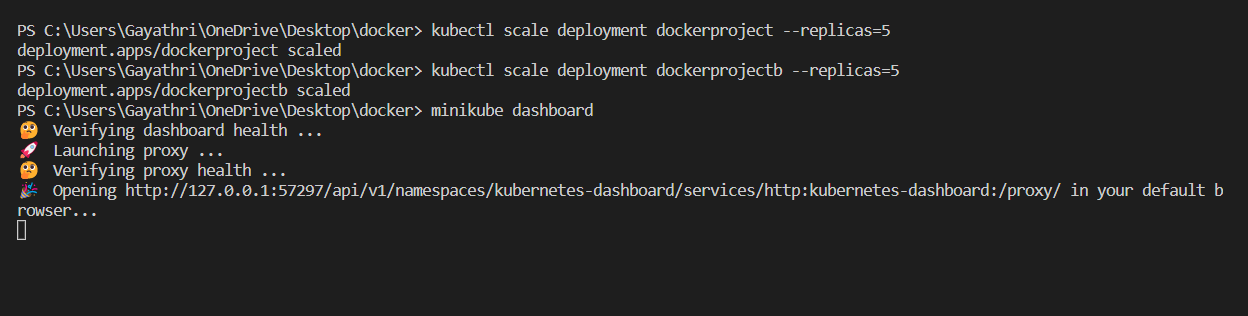 PS C:\Users\Gayathri\OneDrive\Desktop\docker> kubectl scale deployment dockerproject --replicas=5
deployment.apps/dockerproject scaled
PS C:\Users\Gayathri\OneDrive\Desktop\docker> kubectl scale deployment dockerprojectb --replicas=5
deployment.apps/dockerprojectb scaled
PS C:\Users\Gayathri\OneDrive\Desktop\docker> minikube dashboard
🤔 Verifying dashboard health ...
🚀 Launching proxy ...
🤔 Verifying proxy health ...
🎉 Opening http://127.0.0.1:57297/api/v1/namespaces/kubernetes-dashboard/services/http:kubernetes-dashboard:/proxy/ in your default b
rowser...